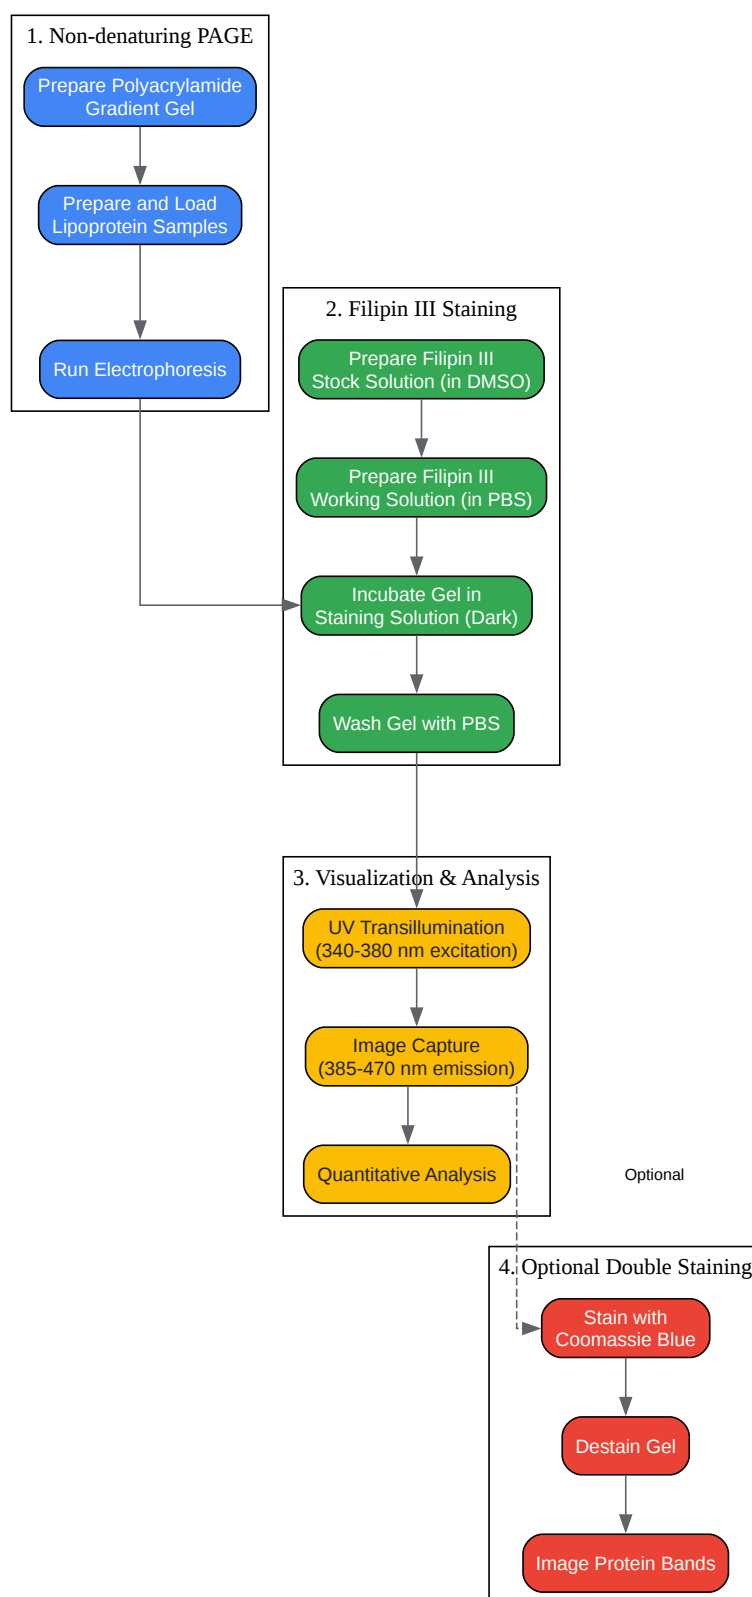 1. Non-denaturing PAGE
Prepare Polyacrylamide
Gradient Gel
Prepare and Load
Lipoprotein Samples
Run Electrophoresis
2. Filipin III Staining
Prepare Filipin III
Stock Solution (in DMSO)
Prepare Filipin III
Working Solution (in PBS)
Incubate Gel in
Staining Solution (Dark)
Wash Gel with PBS
3. Visualization & Analysis
UV Transillumination
(340-380 nm excitation)
Image Capture
(385-470 nm emission)
Quantitative Analysis
Optional
4. Optional Double Staining
Stain with
Coomassie Blue
Destain Gel
Image Protein Bands